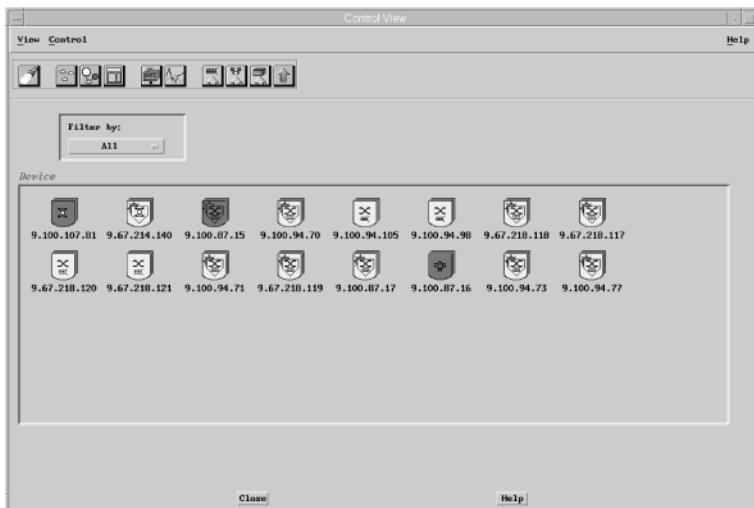 Control View
View Control Help
Filter by:
All
Device
9.100.107.81 9.67.214.140 9.100.87.15 9.100.94.70 9.100.94.105 9.100.94.98 9.67.218.118 9.67.218.117
9.67.218.120 9.67.218.121 9.100.94.71 9.67.218.119 9.100.87.17 9.100.87.16 9.100.94.73 9.100.94.77
Close Help